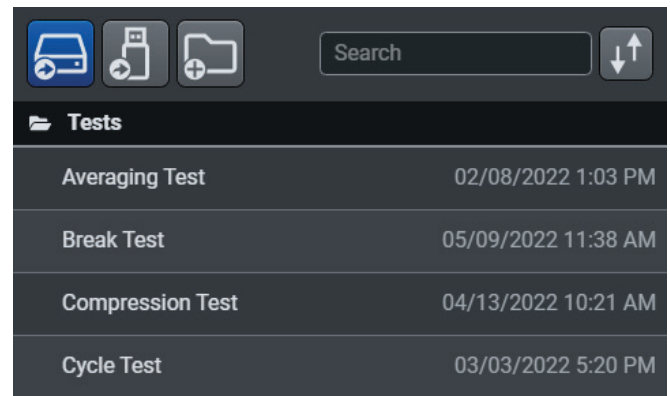 Search
Tests
Averaging Test 02/08/2022 1:03 PM
Break Test 05/09/2022 11:38 AM
Compression Test 04/13/2022 10:21 AM
Cycle Test 03/03/2022 5:20 PM